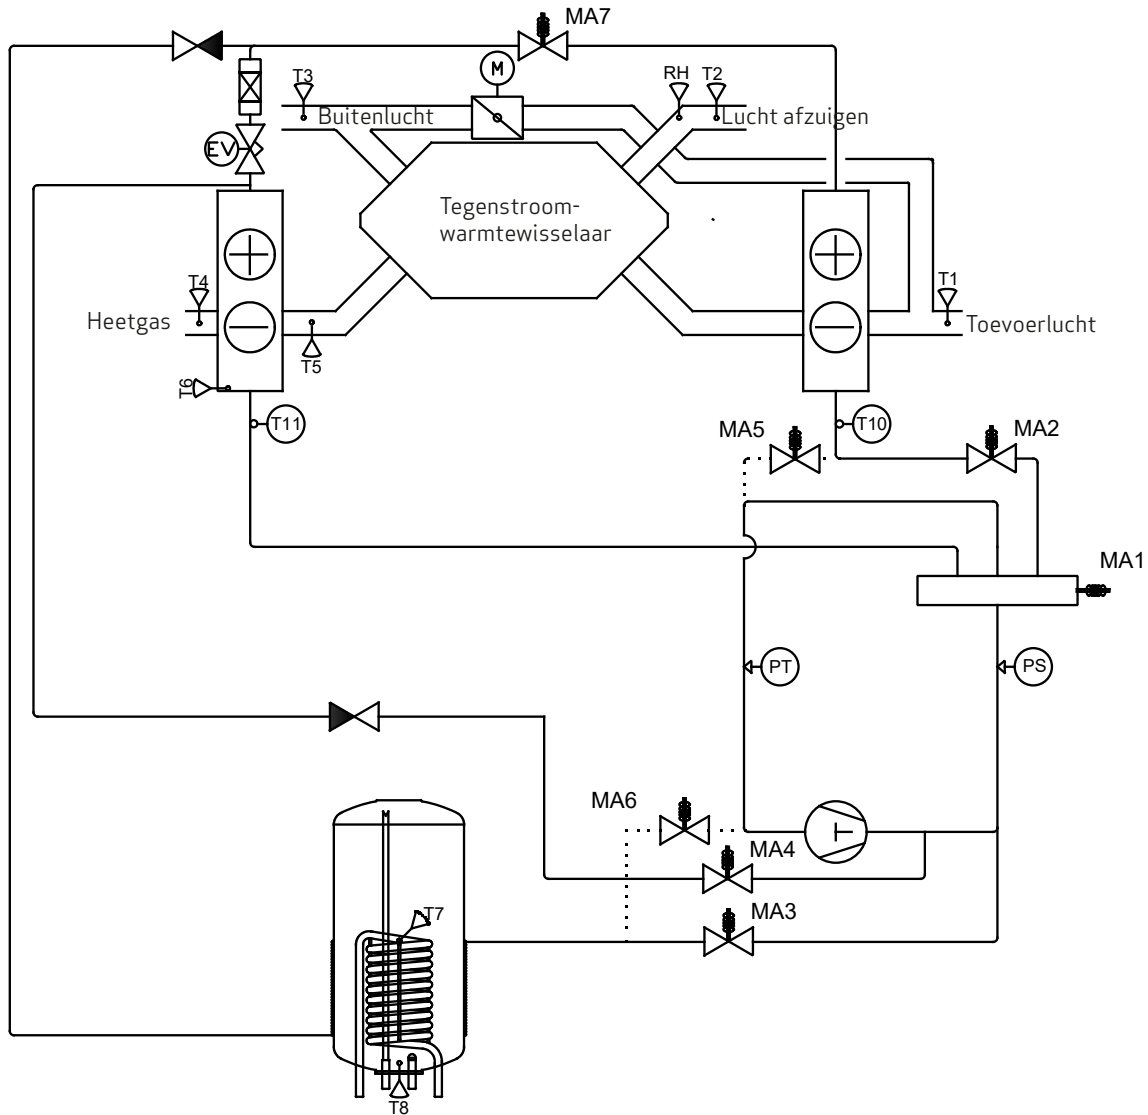 MA7
M
T3
RH
T2
Buitenlucht
Lucht afzuigen
EV
Tegenstroom-
warmtewisselaar
T4
T1
Heetgas
Toevoerlucht
T5
T6
T11
T10
MA5
MA2
MA1
PT
PS
MA6
MA4
MA3
T7
T8